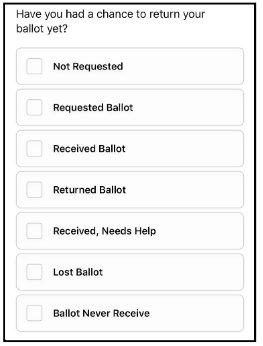 Have you had a chance to return your
ballot yet?
Not Requested
Requested Ballot
Received Ballot
Returned Ballot
Received, Needs Help
Lost Ballot
Ballot Never Receive